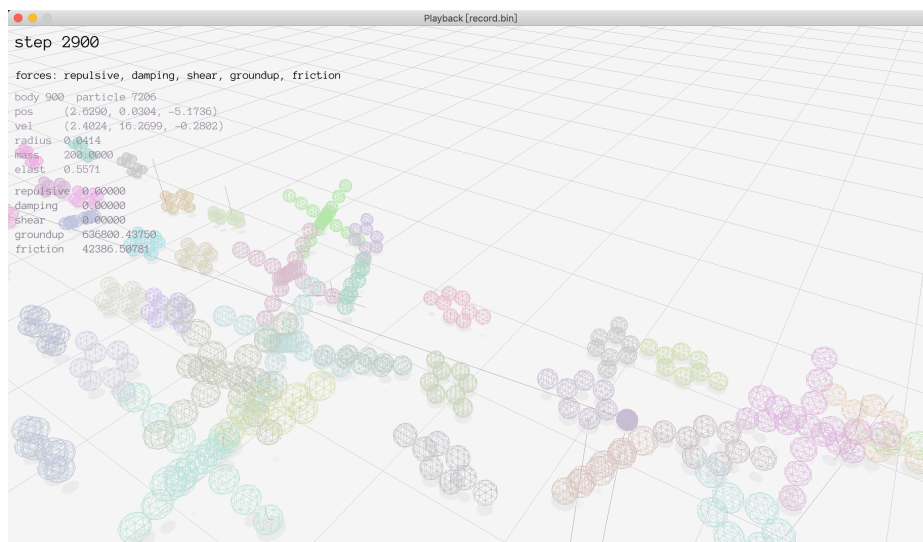 Playback [record.bin]
step 2900
forces: repulsive, damping, shear, groundup, friction
body 900 particle 7206
pos (2.6290, 0.0304, -5.1736)
vel (2.4024, 16.2699, -0.2802)
radius 0.0414
mass 200.0000
elast 0.5571
repulsive 0.00000
damping 0.00000
shear 0.00000
groundup 636800.43750
friction 42386.50781